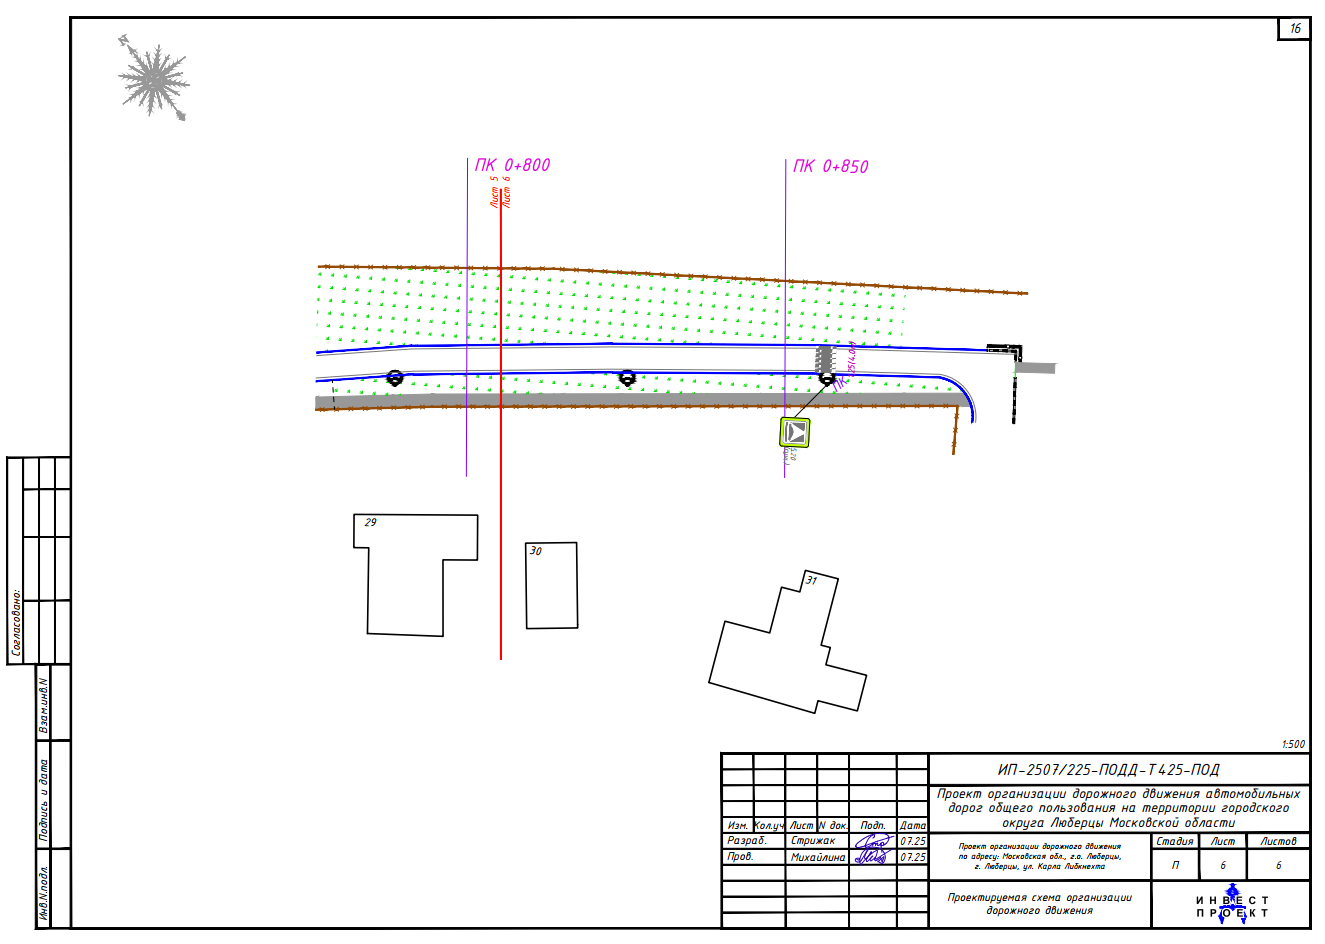 16
ПК 0+800
ПК 0+850
Лист 5
Лист 6
5.20
29
30
31
1:500
Согласовано:
Взам.инв.N
Подпись и дата
Инв.N.подл.
ИП-2507/225-ПОДД-Т425-ПОД
Проект организации дорожного движения автомобильных
дорог общего пользования на территории городского
округа Люберцы Московской области
Изм. Кол.уч Лист N док. Подп. Дата
Разраб. Стрижак 07.25
Пров. Михайлина 07.25
Проект организации дорожного движения
по адресу: Московская обл., г.о. Люберцы,
г. Люберцы, ул. Карла Либкнехта
Стадия Лист Листов
П 6 6
Проектируемая схема организации
дорожного движения
ИНВЕСТ
ПРОЕКТ